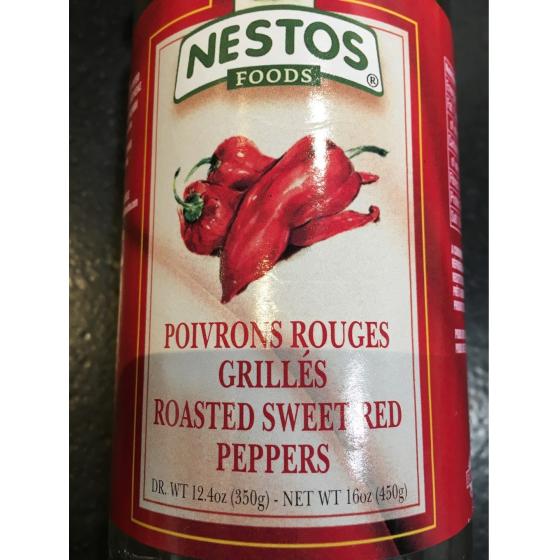 NESTOS
FOODS
®
POIVRONS ROUGES
GRILLÉS
ROASTED SWEET RED
PEPPERS
DR. WT 12.4oz (350g) - NET WT 16oz (450g)